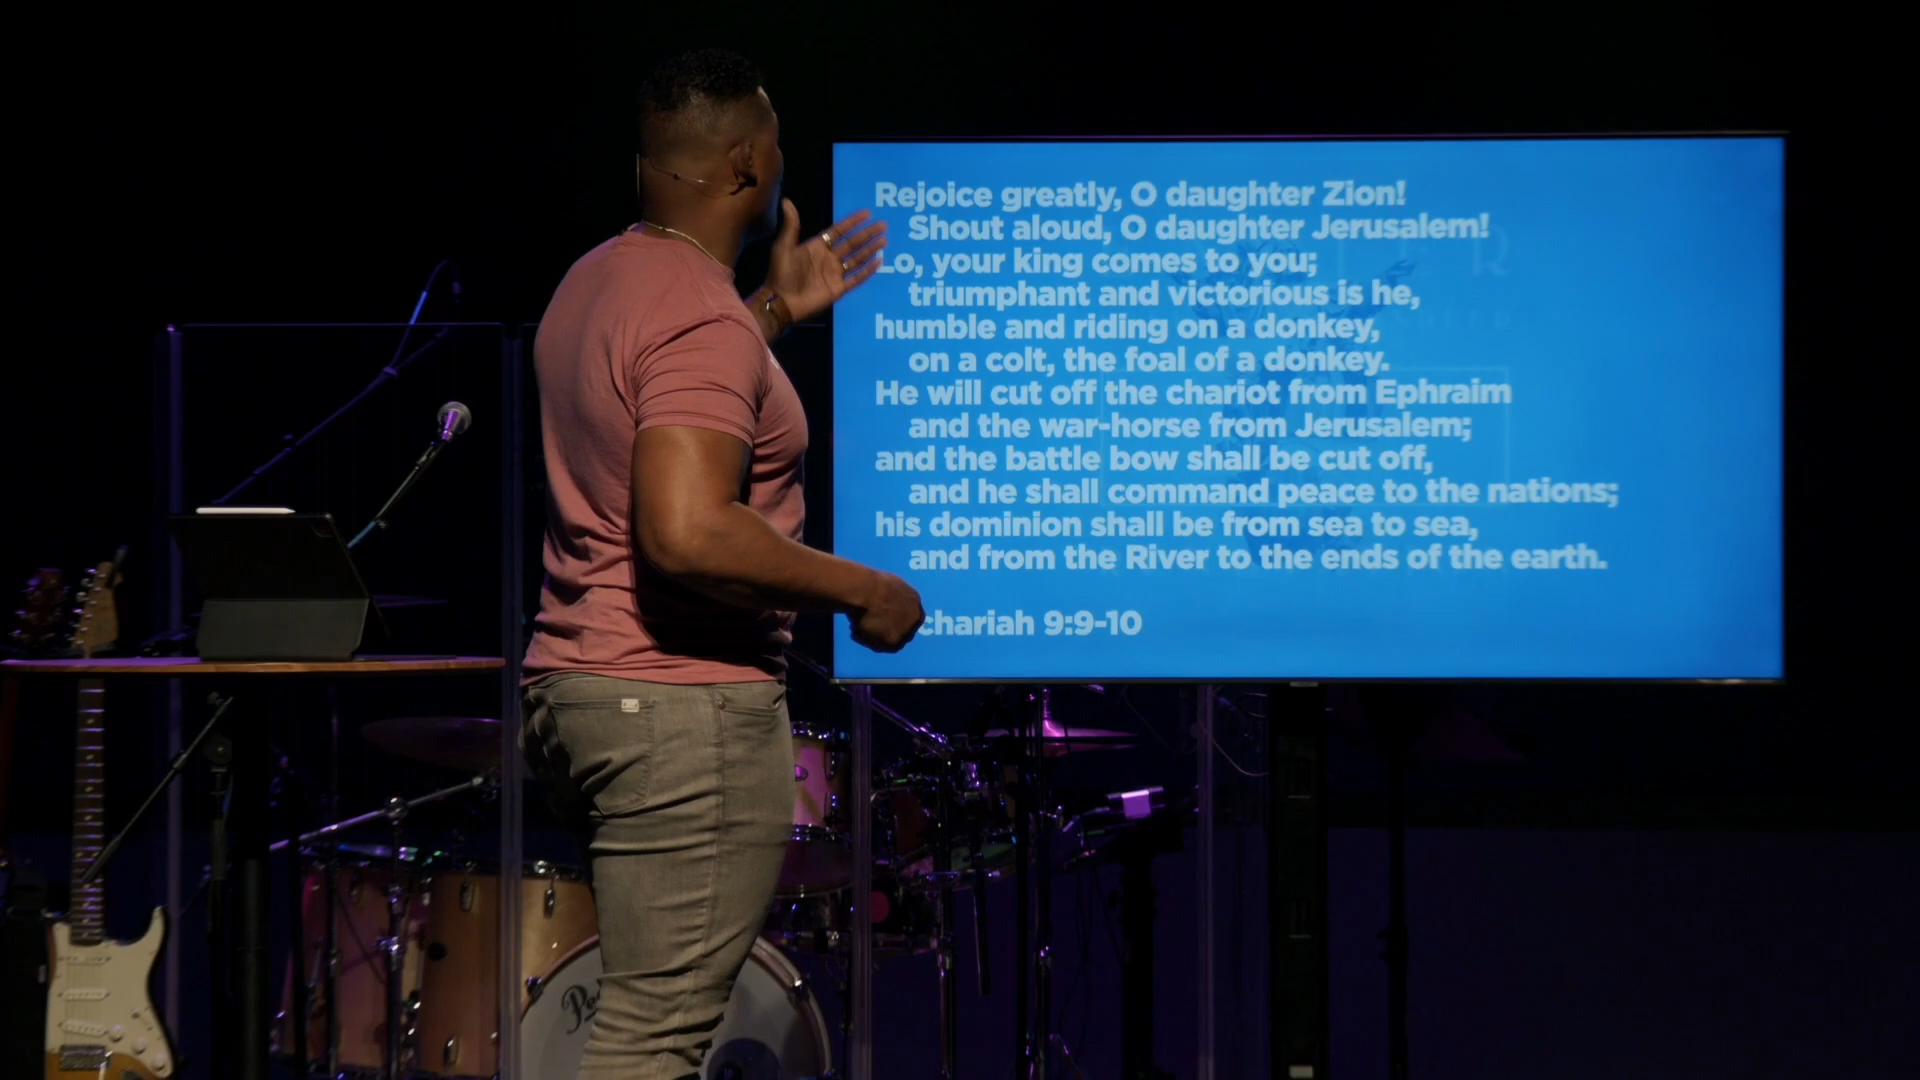 Rejoice greatly, O daughter Zion!
Shout aloud, O daughter Jerusalem!
Lo, your king comes to you;
triumphant and victorious is he,
humble and riding on a donkey,
on a colt, the foal of a donkey.
He will cut off the chariot from Ephraim
and the war-horse from Jerusalem;
and the battle bow shall be cut off,
and he shall command peace to the nations;
his dominion shall be from sea to sea,
and from the River to the ends of the earth.
chariah 9:9-10